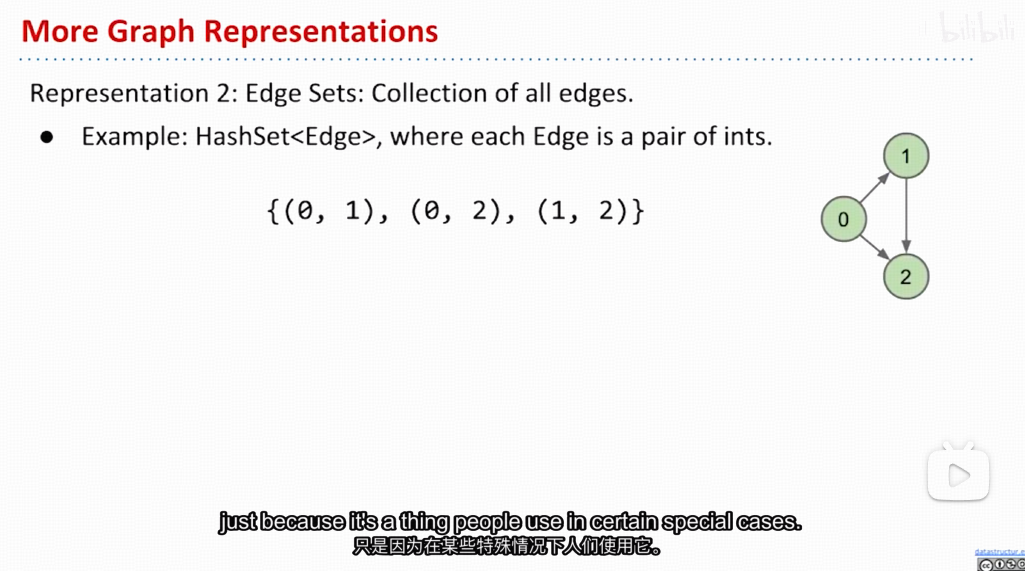 More Graph Representations
bilibili
Representation 2: Edge Sets: Collection of all edges.
● Example: HashSet<Edge>, where each Edge is a pair of ints.
{(0, 1), (0, 2), (1, 2)}
1
0
2
just because it's a thing people use in certain special cases.
只是因为在某些特殊情况下人们使用它。
datastructur.e